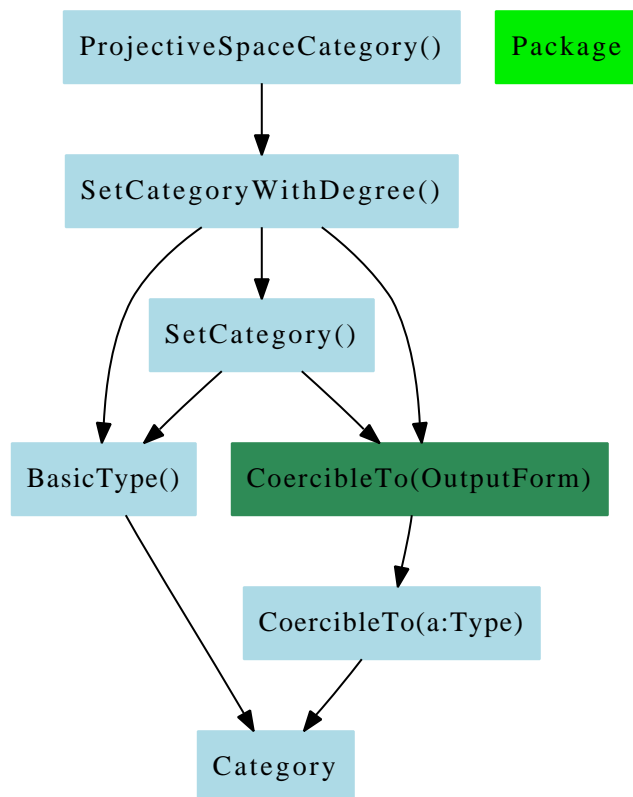 ProjectiveSpaceCategory()
Package
SetCategoryWithDegree()
SetCategory()
BasicType()
CoercibleTo(OutputForm)
CoercibleTo(a:Type)
Category